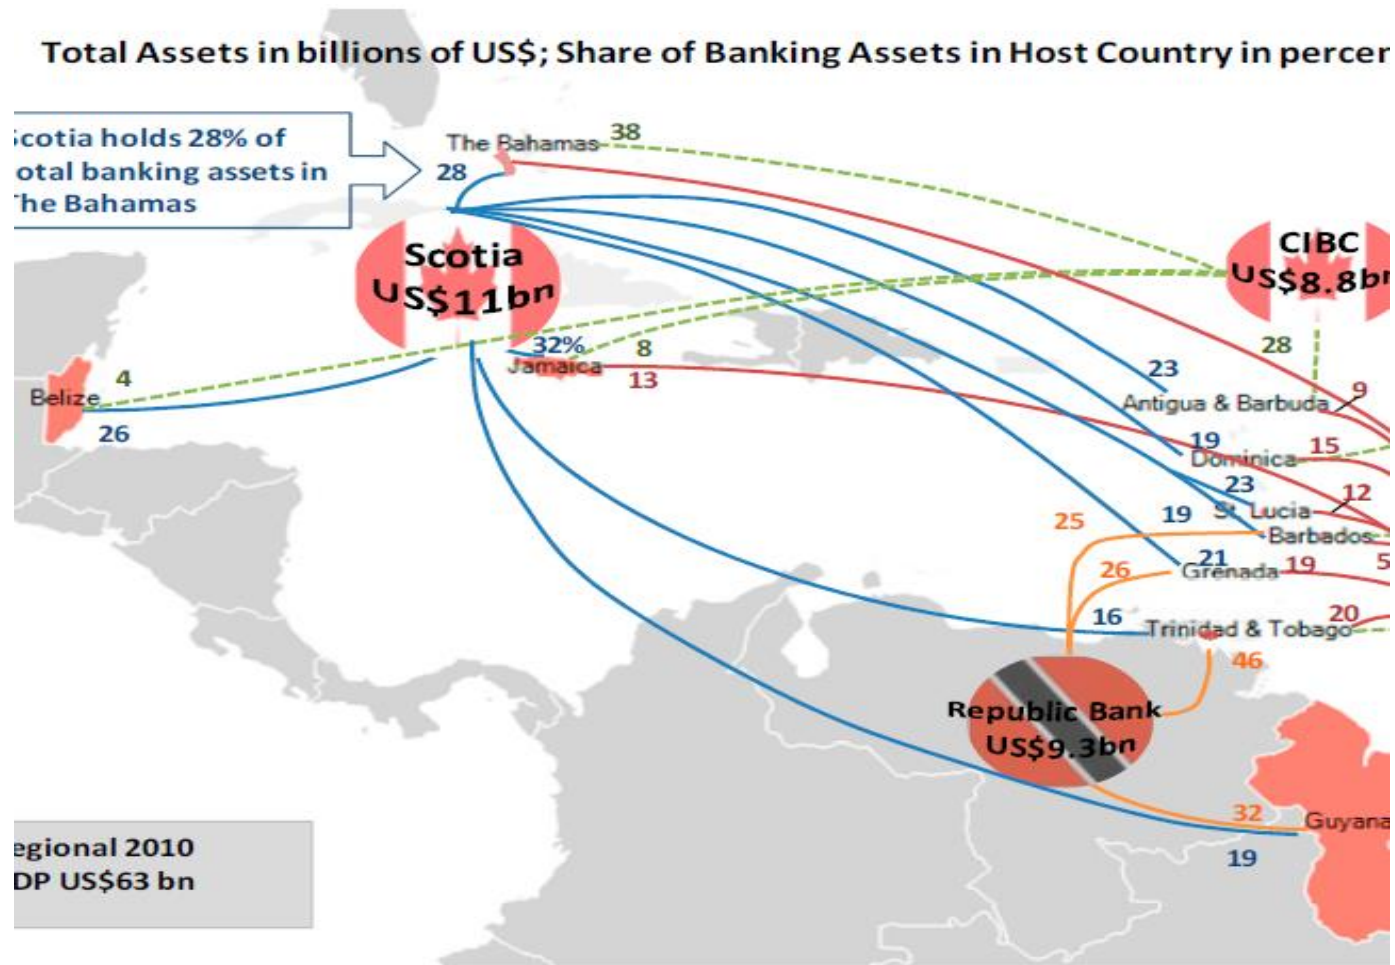 Total Assets in billions of US$; Share of Banking Assets in Host Country in percen
Scotia holds 28% of
otal banking assets in
The Bahamas
The Bahamas
38
28
Scotia
US$11bn
CIBC
US$8.8bn
32%
8
Jamaica
13
28
4
Belize
26
23
9
Antigua & Barbuda
19
15
Dominica
23
12
St. Lucia
25
19
Barbados
5
26
21
Grenada
19
16
20
Trinidad & Tobago
46
Republic Bank
US$9.3bn
32
Guyana
19
egional 2010
DP US$63 bn